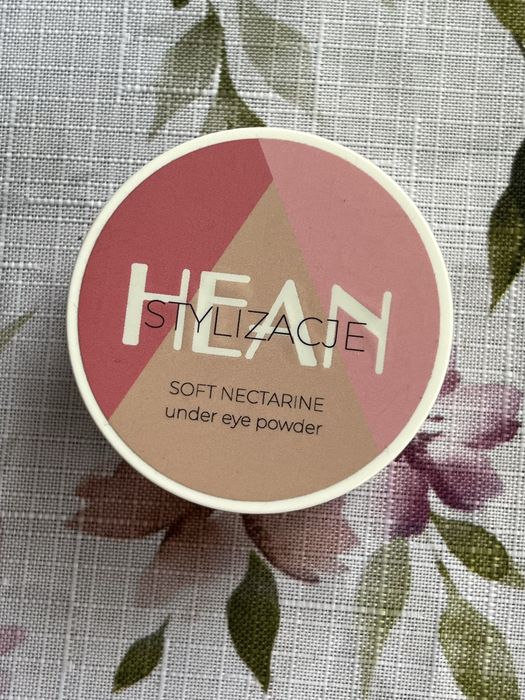 HEAN
STYLIZACJE
SOFT NECTARINE
under eye powder